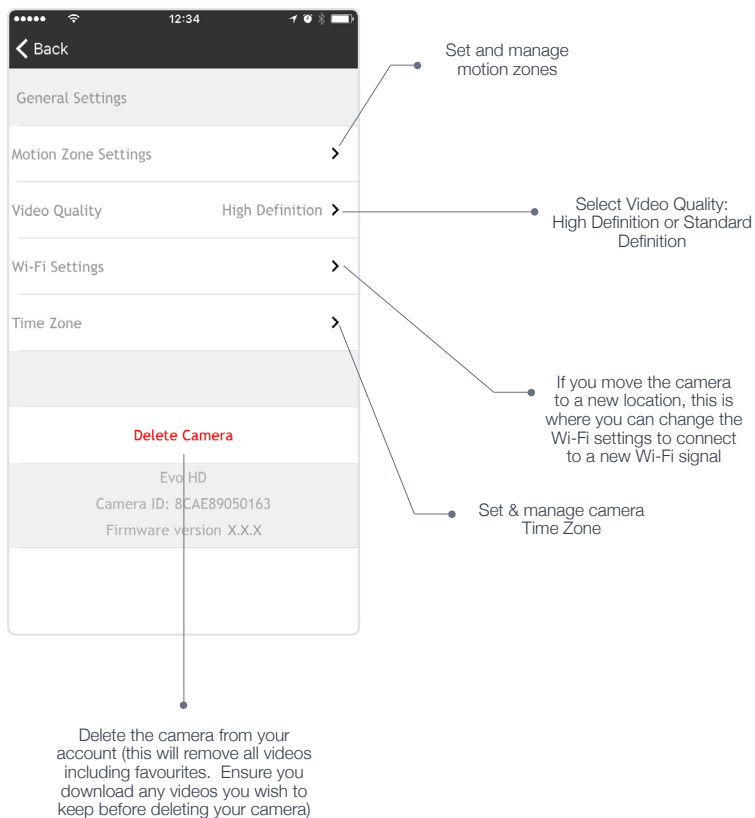 12:34
Back
General Settings
Motion Zone Settings
Video Quality High Definition
Wi-Fi Settings
Time Zone
Delete Camera
Evo HD
Camera ID: 8CAE89050163
Firmware version X.X.X
Set and manage
motion zones
Select Video Quality:
High Definition or Standard
Definition
If you move the camera
to a new location, this is
where you can change the
Wi-Fi settings to connect
to a new Wi-Fi signal
Set & manage camera
Time Zone
Delete the camera from your
account (this will remove all videos
including favourites. Ensure you
download any videos you wish to
keep before deleting your camera)